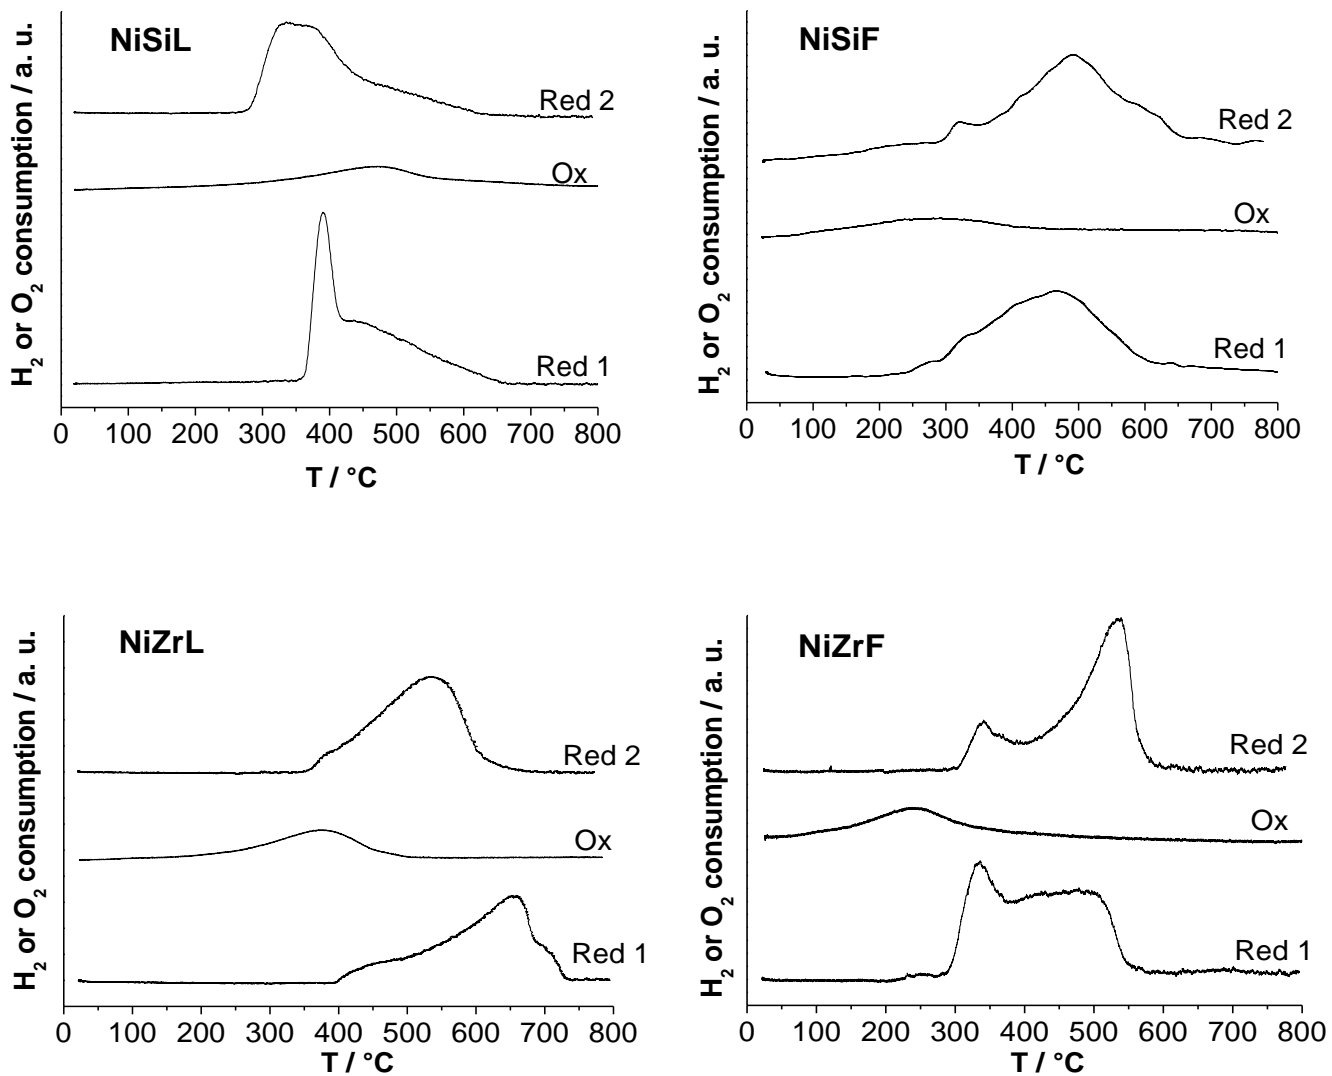 NiSiL
H2 or O2 consumption / a. u.
Red 2
Ox
Red 1
0 100 200 300 400 500 600 700 800
T / °C
NiSiF
H2 or O2 consumption / a. u.
Red 2
Ox
Red 1
0 100 200 300 400 500 600 700 800
T / °C
NiZrL
H2 or O2 consumption / a. u.
Red 2
Ox
Red 1
0 100 200 300 400 500 600 700 800
T / °C
NiZrF
H2 or O2 consumption / a. u.
Red 2
Ox
Red 1
0 100 200 300 400 500 600 700 800
T / °C